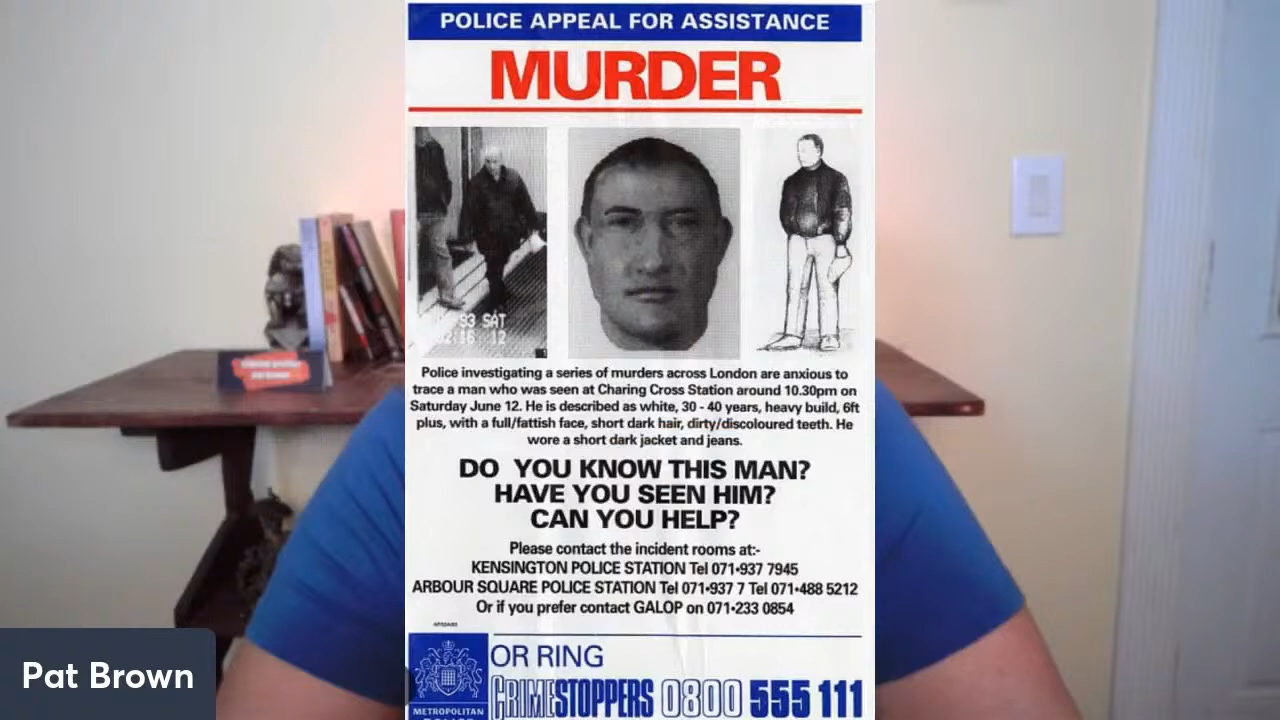 POLICE APPEAL FOR ASSISTANCE
MURDER
93 SAT
12
Police investigating a series of murders across London are anxious to
trace a man who was seen at Charing Cross Station around 10.30pm on
Saturday June 12. He is described as white, 30 - 40 years, heavy build, 6ft
plus, with a full/fattish face, short dark hair, dirty/discoloured teeth. He
wore a short dark jacket and jeans.
DO YOU KNOW THIS MAN?
HAVE YOU SEEN HIM?
CAN YOU HELP?
Please contact the incident rooms at:-
KENSINGTON POLICE STATION Tel 071•937 7945
ARBOUR SQUARE POLICE STATION Tel 071•937 7 Tel 071•488 5212
Or if you prefer contact GALOP on 071•233 0854
OR RING
CRIMESTOPPERS 0800 555 111
METROPOLITAN
POLICE
Pat Brown